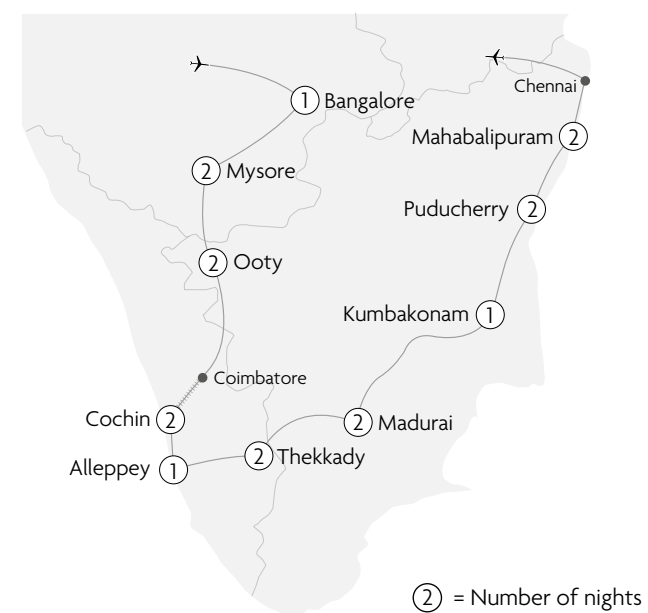 Chennai
1 Bangalore
Mahabalipuram 2
2 Mysore
Puducherry 2
2 Ooty
Kumbakonam 1
Coimbatore
Cochin 2
2 Madurai
2 Thekkady
Alleppey 1
2 = Number of nights